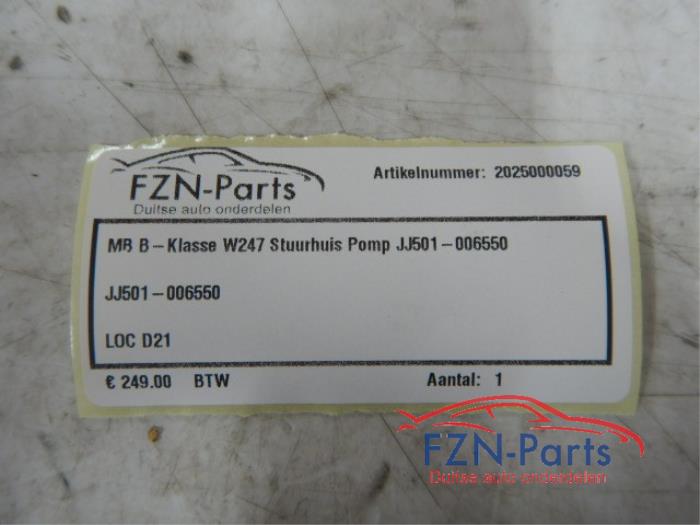 FZN-Parts
Duitse auto onderdelen
Artikelnummer: 2025000059
MB B-Klasse W247 Stuurhuis Pomp JJ501-006550
JJ501-006550
LOC D21
€ 249.00 BTW
Aantal: 1
FZN-Parts
Duitse auto onderdelen